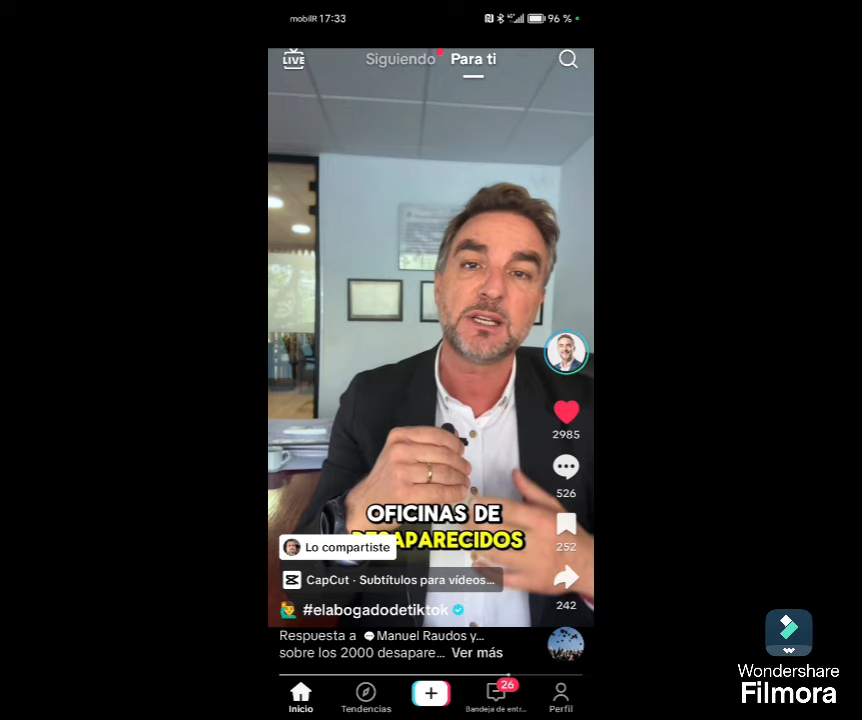 mobilR 17:33
96 %
LIVE
Siguiendo
Para ti
2985
526
252
242
OFICINAS DE
DESAPARECIDOS
Lo compartiste
CapCut · Subtítulos para vídeos...
#elabogadodetiktok
Respuesta a Manuel Raudos y...
sobre los 2000 desapare... Ver más
26
Inicio
Tendencias
Bandeja de entr...
Perfil
Wondershare
Filmora